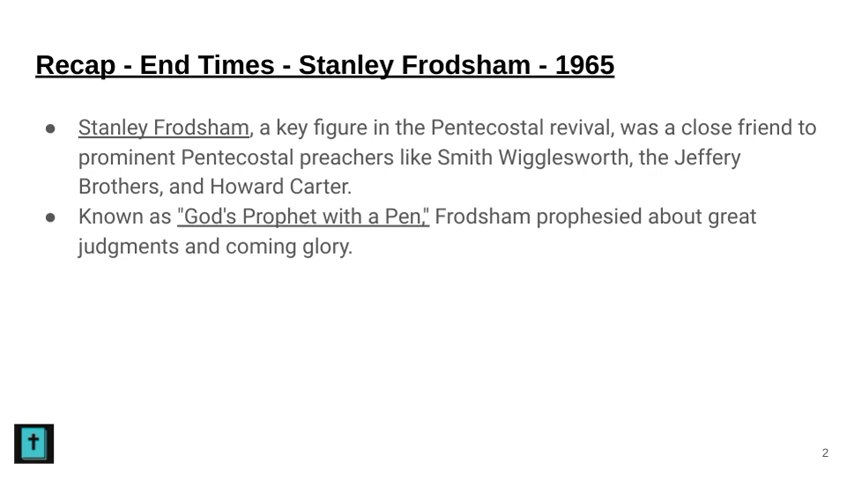 Recap - End Times - Stanley Frodsham - 1965
● Stanley Frodsham, a key figure in the Pentecostal revival, was a close friend to
prominent Pentecostal preachers like Smith Wigglesworth, the Jeffery
Brothers, and Howard Carter.
● Known as "God's Prophet with a Pen," Frodsham prophesied about great
judgments and coming glory.
2